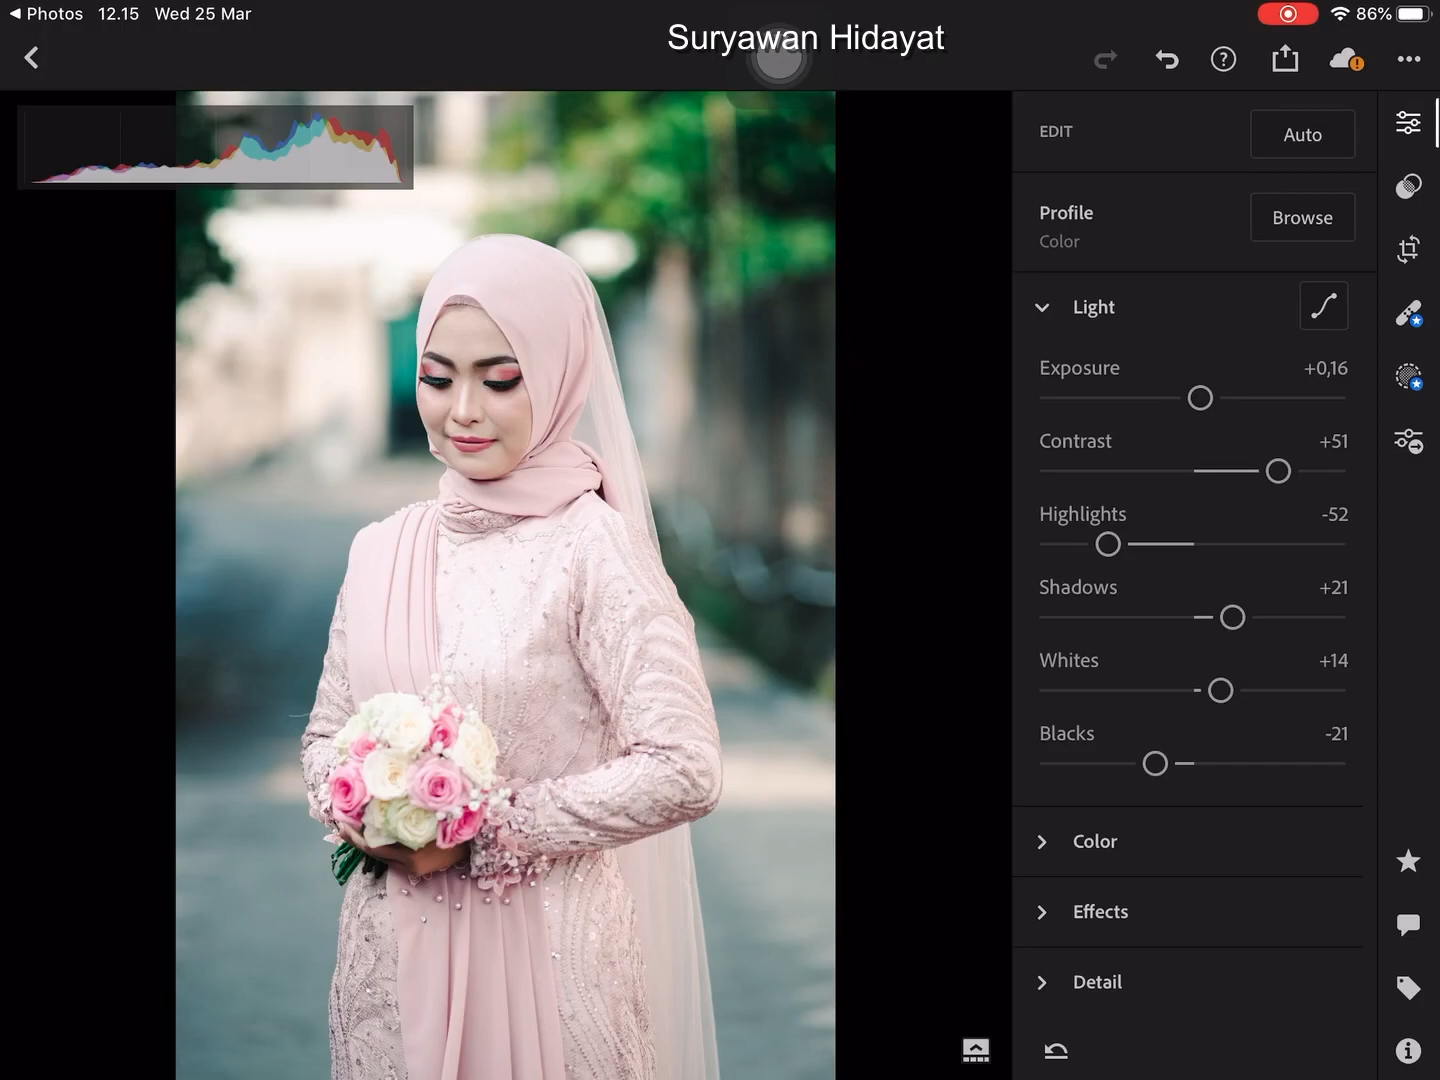 Photos 12.15 Wed 25 Mar
86%
Suryawan Hidayat
EDIT
Auto
Profile
Color
Browse
Light
Exposure +0,16
Contrast +51
Highlights -52
Shadows +21
Whites +14
Blacks -21
Color
Effects
Detail